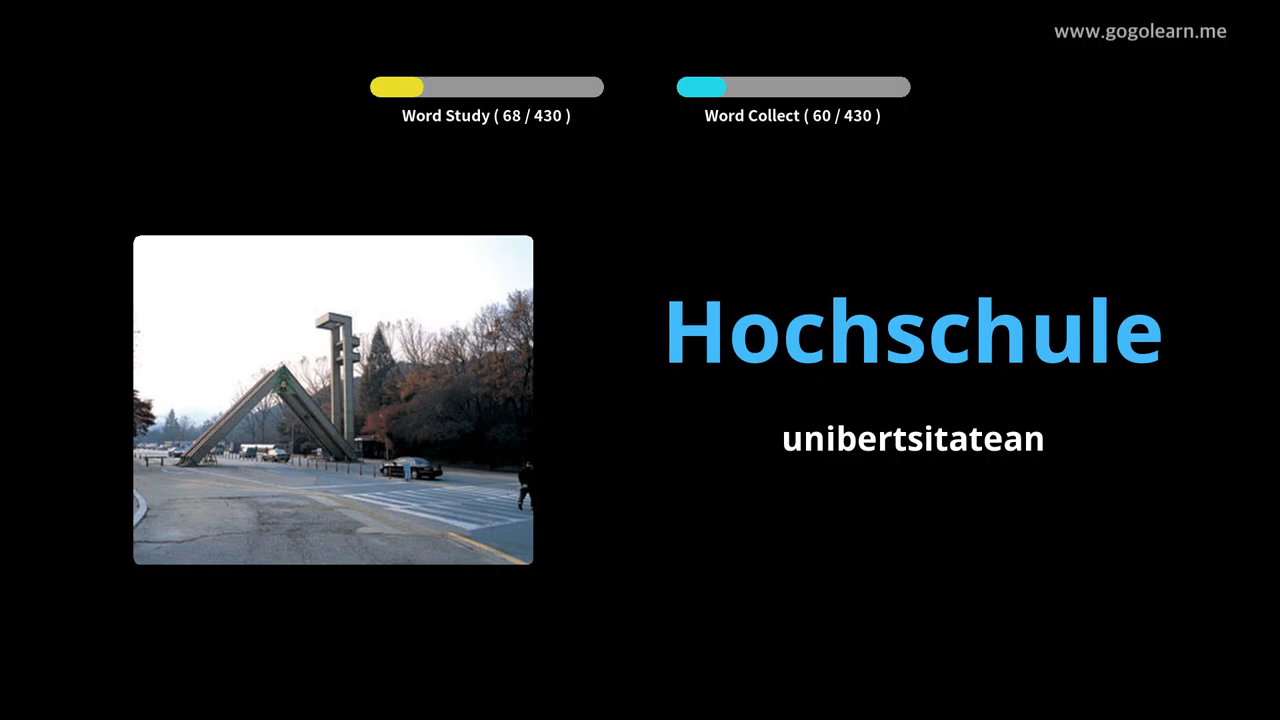 www.gogolearn.me
Word Study ( 68 / 430 )
Word Collect ( 60 / 430 )
Hochschule
unibertsitatean